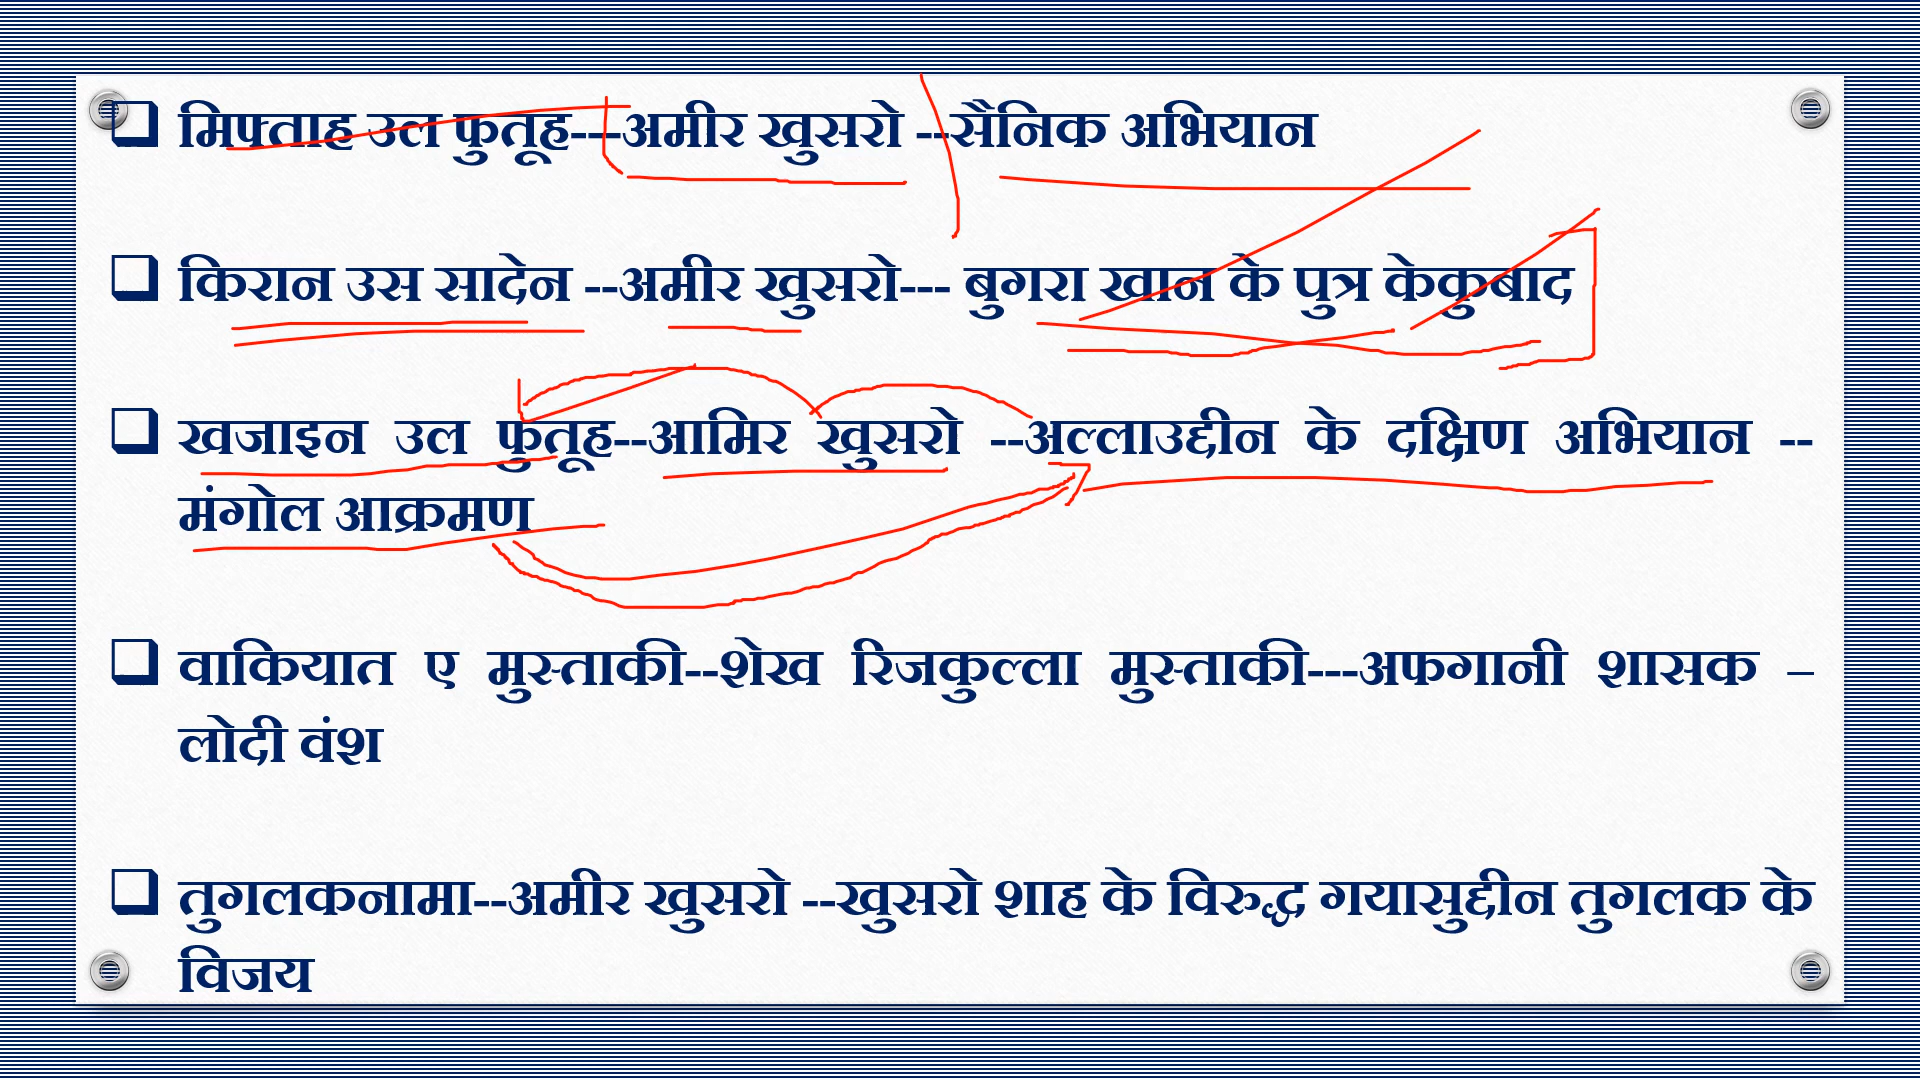 मिफ्ताह उल फुतूह---अमीर खुसरो --सैनिक अभियान
किरान उस सादेन --अमीर खुसरो--- बुगरा खान के पुत्र केकुबाद
खजाइन उल फुतूह--आमिर खुसरो --अल्लाउद्दीन के दक्षिण अभियान --
मंगोल आक्रमण
वाकियात ए मुस्ताकी--शेख रिजकुल्ला मुस्ताकी---अफगानी शासक –
लोदी वंश
तुगलकनामा--अमीर खुसरो --खुसरो शाह के विरुद्ध गयासुद्दीन तुगलक के
विजय